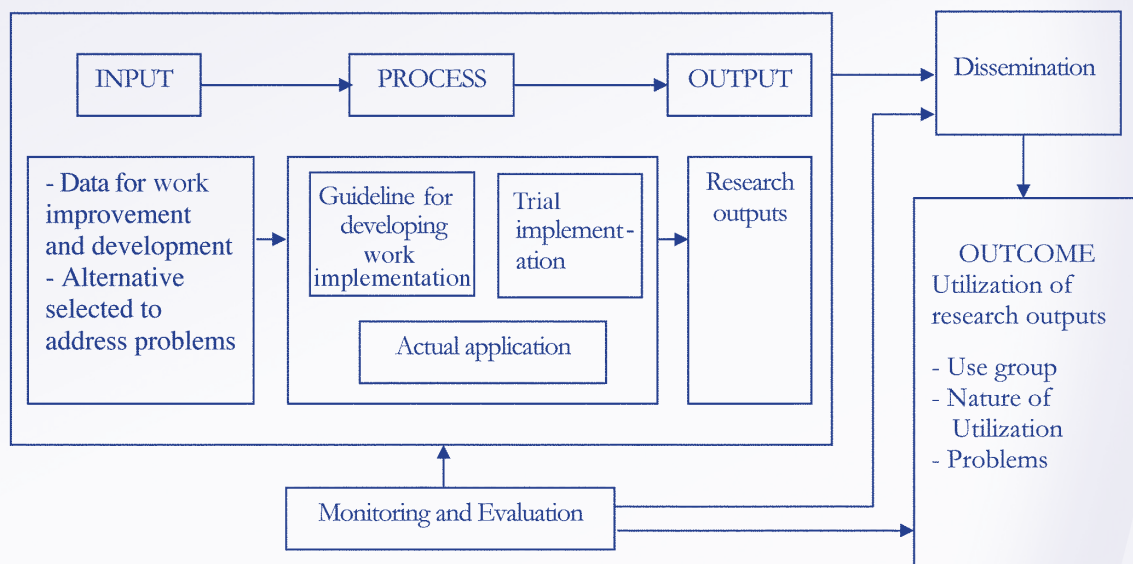 INPUT
PROCESS
OUTPUT
Dissemination
- Data for work
improvement
and development
- Alternative
selected to
address problems
Guideline for
developing
work
implementation
Trial
implement-
ation
Actual application
Research
outputs
OUTCOME
Utilization of
research outputs
- Use group
- Nature of
Utilization
- Problems
Monitoring and Evaluation